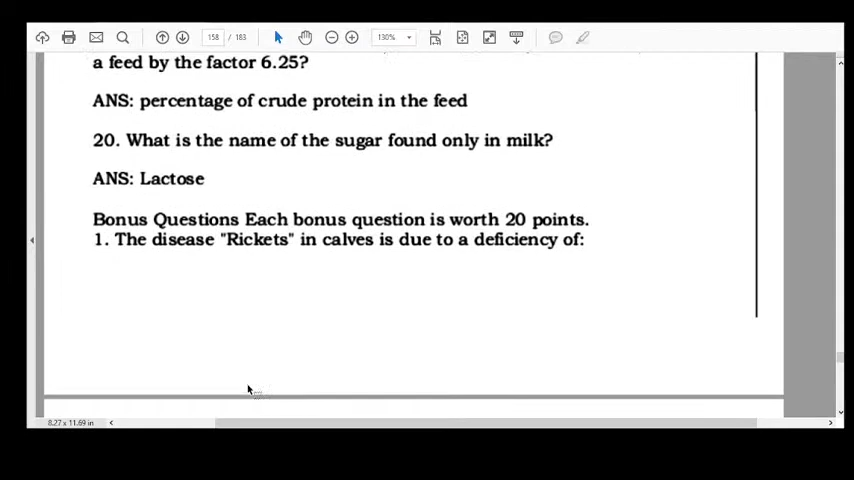 158 / 183
130%
a feed by the factor 6.25?
ANS: percentage of crude protein in the feed
20. What is the name of the sugar found only in milk?
ANS: Lactose
Bonus Questions Each bonus question is worth 20 points.
1. The disease "Rickets" in calves is due to a deficiency of:
8.27 x 11.69 in